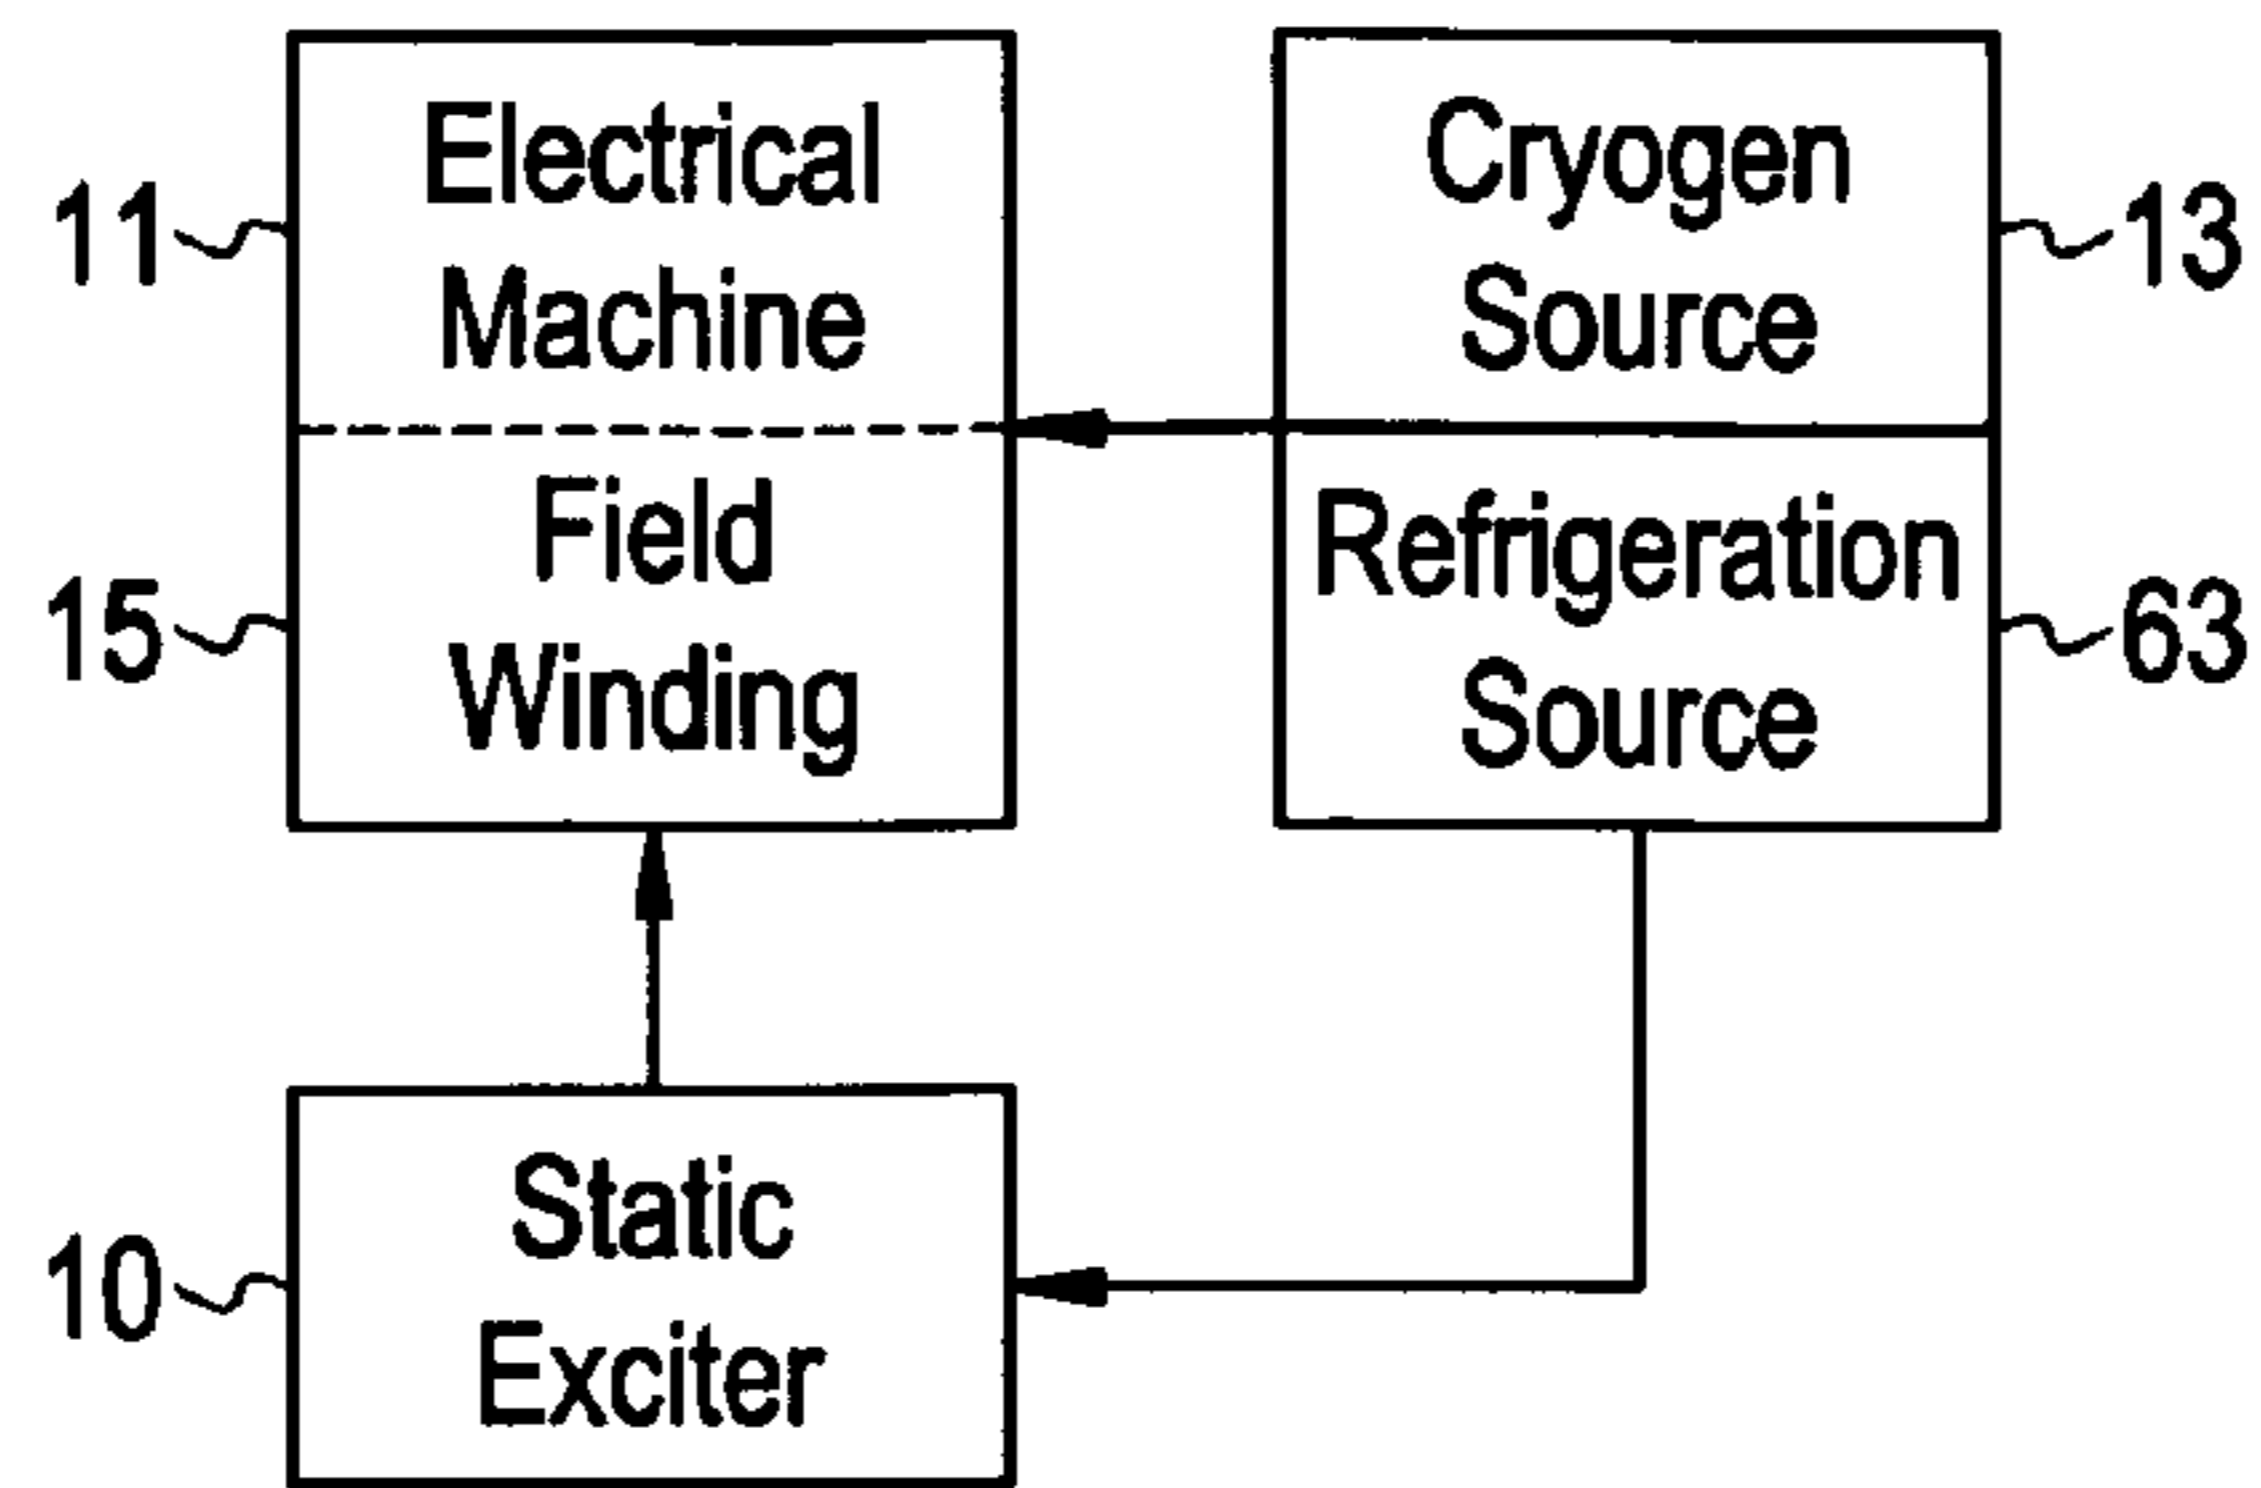 11
Electrical
Machine
15
Field
Winding
Cryogen
Source
13
Refrigeration
Source
63
10
Static
Exciter